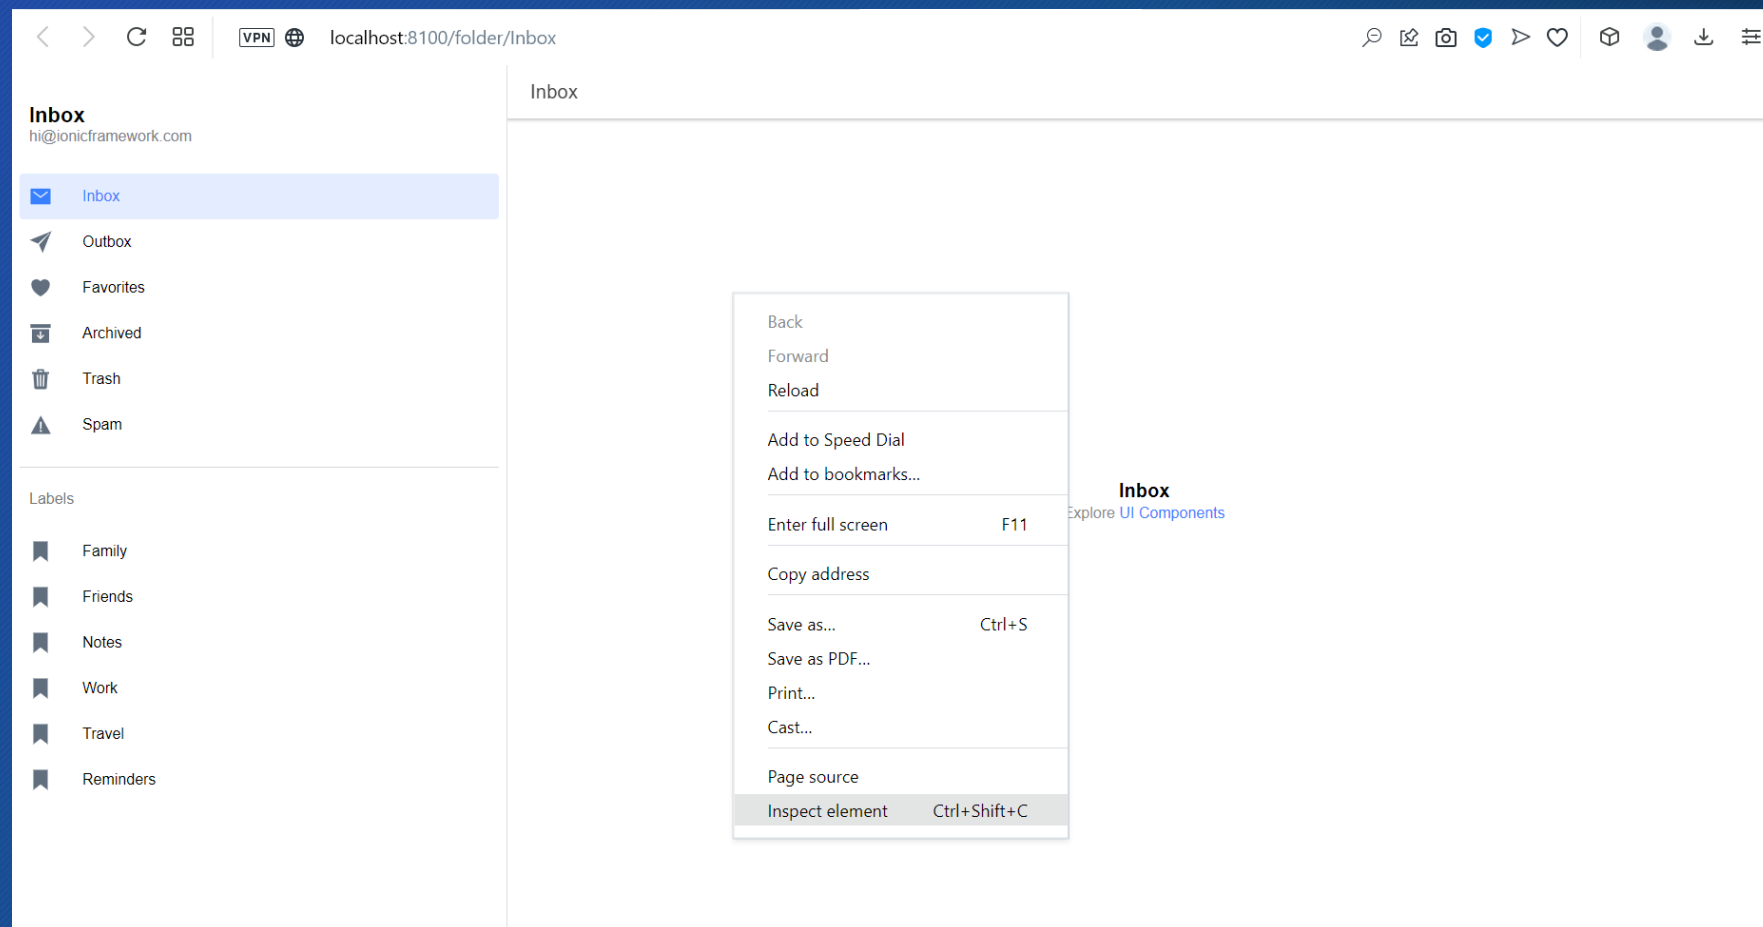 VPN localhost:8100/folder/Inbox
Inbox
hi@ionicframework.com
Inbox
Outbox
Favorites
Archived
Trash
Spam
Labels
Family
Friends
Notes
Work
Travel
Reminders
Inbox
Back
Forward
Reload
Add to Speed Dial
Add to bookmarks...
Enter full screen F11
Copy address
Save as... Ctrl+S
Save as PDF...
Print...
Cast...
Page source
Inspect element Ctrl+Shift+C
Inbox
Explore UI Components